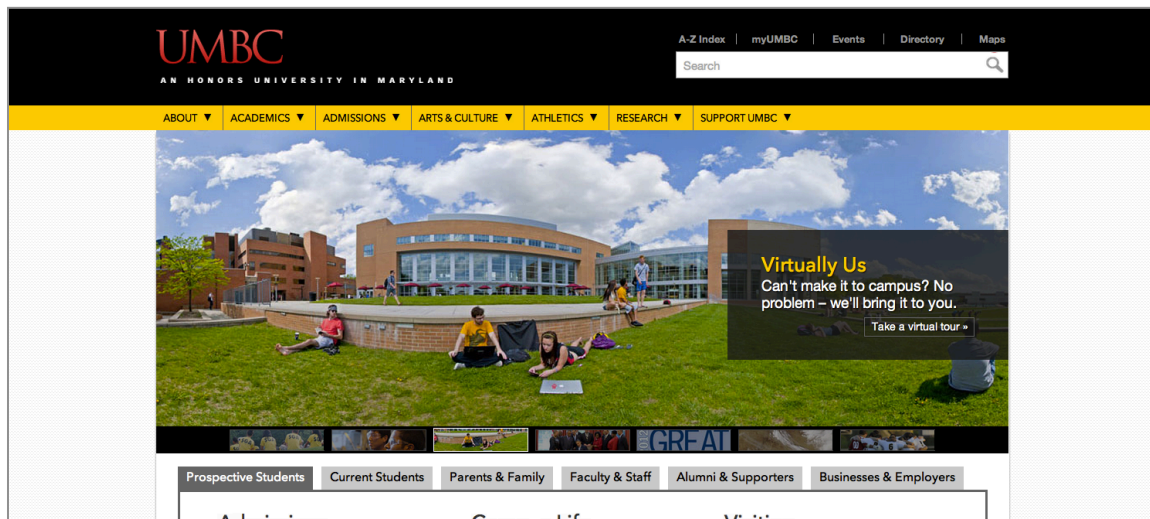 UMBC
AN HONORS UNIVERSITY IN MARYLAND
A-Z Index | myUMBC | Events | Directory | Maps
Search
ABOUT ▼ ACADEMICS ▼ ADMISSIONS ▼ ARTS & CULTURE ▼ ATHLETICS ▼ RESEARCH ▼ SUPPORT UMBC ▼
Virtually Us
Can't make it to campus? No
problem – we'll bring it to you.
Take a virtual tour »
GREAT
Prospective Students Current Students Parents & Family Faculty & Staff Alumni & Supporters Businesses & Employers